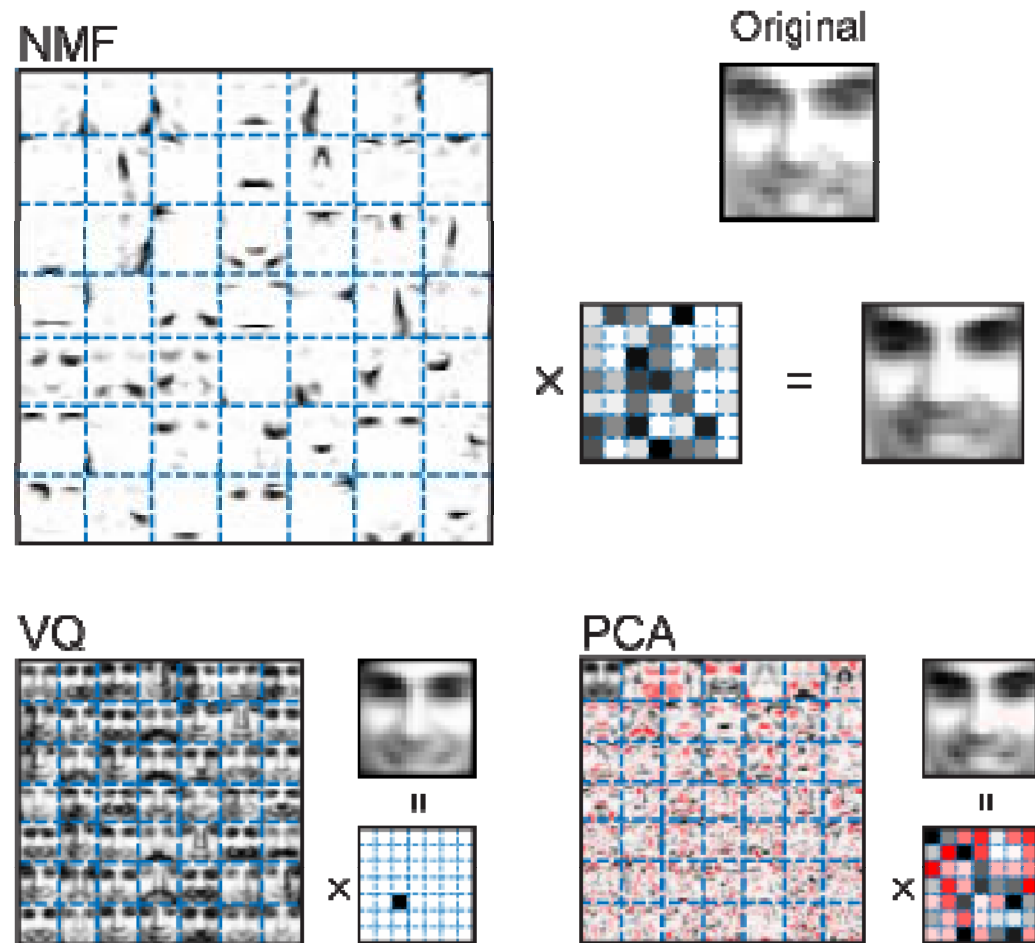 NMF
Original
×
=
VQ
PCA
=
×
=
×